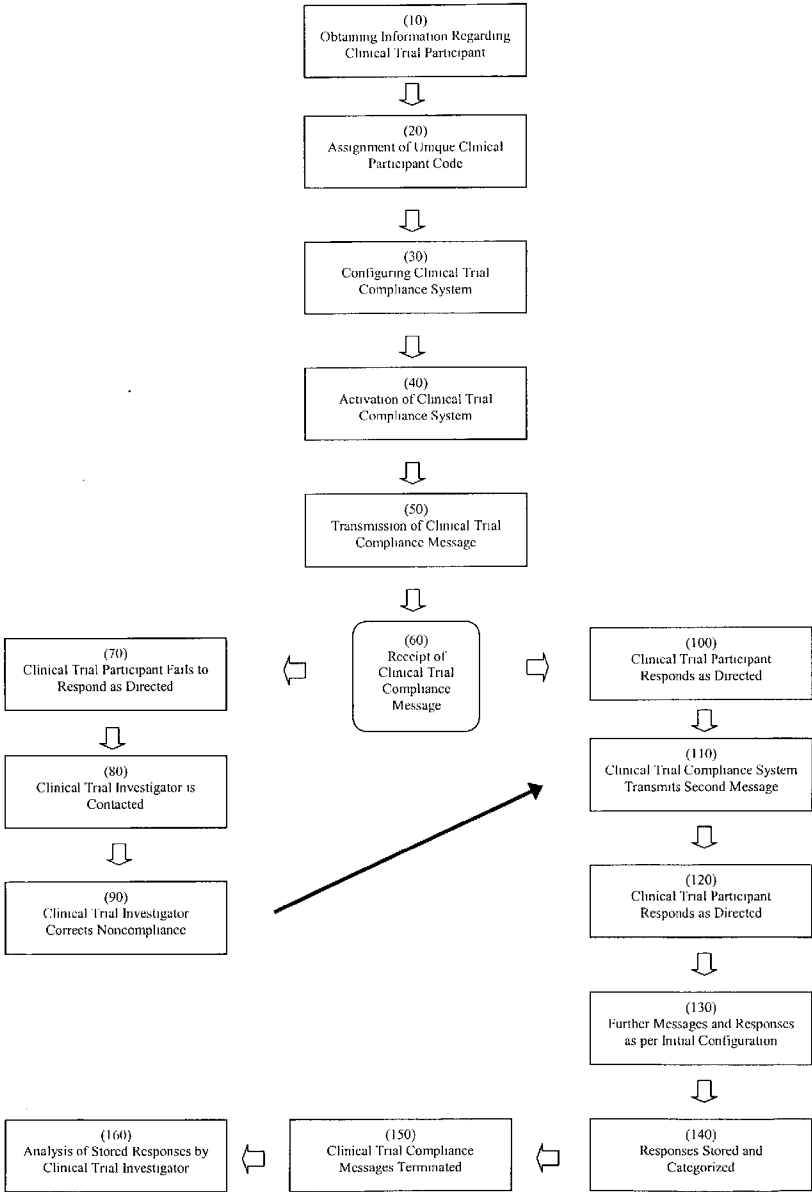 (10)
Obtaining Information Regarding
Clinical Trial Participant
(20)
Assignment of Unique Clinical
Participant Code
(30)
Configuring Clinical Trial
Compliance System
(40)
Activation of Clinical Trial
Compliance System
(50)
Transmission of Clinical Trial
Compliance Message
(60)
Receipt of
Clinical Trial
Compliance
Message
(70)
Clinical Trial Participant Fails to
Respond as Directed
(80)
Clinical Trial Investigator is
Contacted
(90)
Clinical Trial Investigator
Corrects Noncompliance
(100)
Clinical Trial Participant
Responds as Directed
(110)
Clinical Trial Compliance System
Transmits Second Message
(120)
Clinical Trial Participant
Responds as Directed
(130)
Further Messages and Responses
as per Initial Configuration
(140)
Responses Stored and
Categorized
(150)
Clinical Trial Compliance
Messages Terminated
(160)
Analysis of Stored Responses by
Clinical Trial Investigator